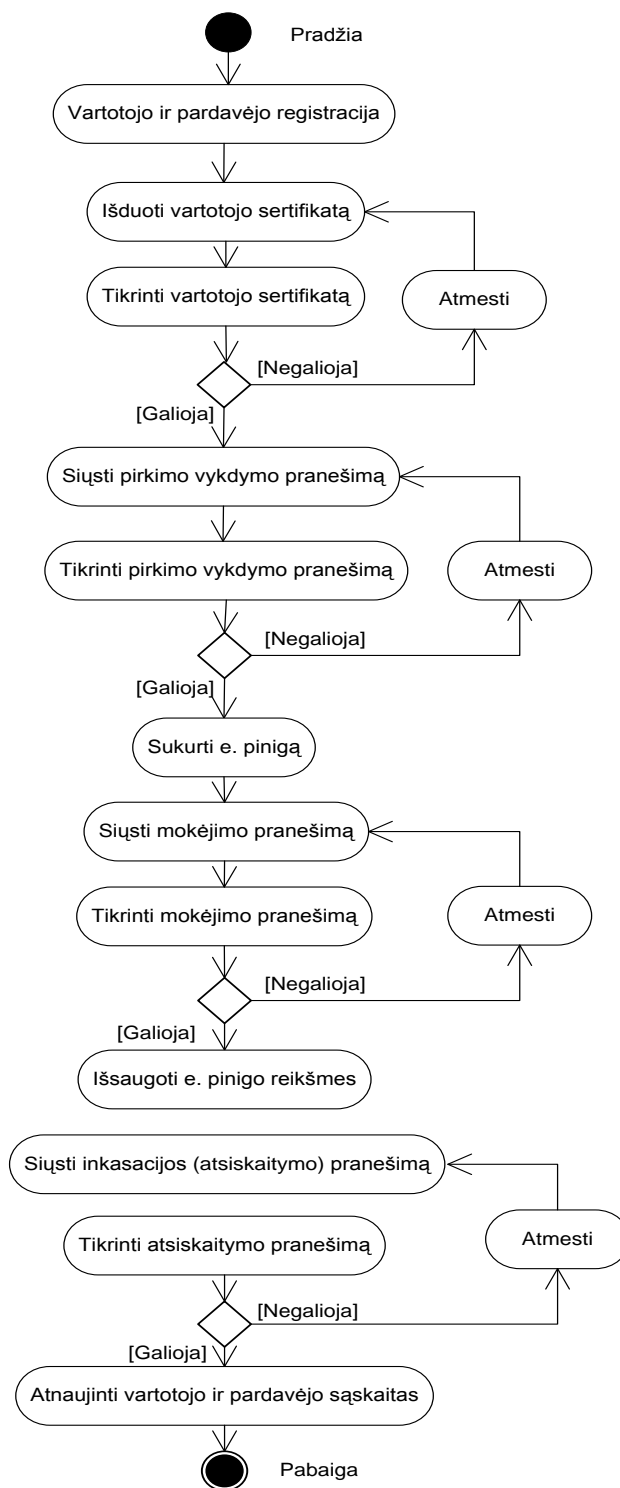 Pradžia
Vartotojo ir pardavėjo registracija
Išduoti vartotojo sertifikatą
Tikrinti vartotojo sertifikatą
Atmesti
[Negalioja]
[Galioja]
Siųsti pirkimo vykdymo pranešimą
Tikrinti pirkimo vykdymo pranešimą
Atmesti
[Negalioja]
[Galioja]
Sukurti e. pinigą
Siųsti mokėjimo pranešimą
Tikrinti mokėjimo pranešimą
Atmesti
[Negalioja]
[Galioja]
Išsaugoti e. pinigo reikšmes
Siųsti inkasacijos (atsiskaitymo) pranešimą
Tikrinti atsiskaitymo pranešimą
Atmesti
[Negalioja]
[Galioja]
Atnaujinti vartotojo ir pardavėjo sąskaitas
Pabaiga